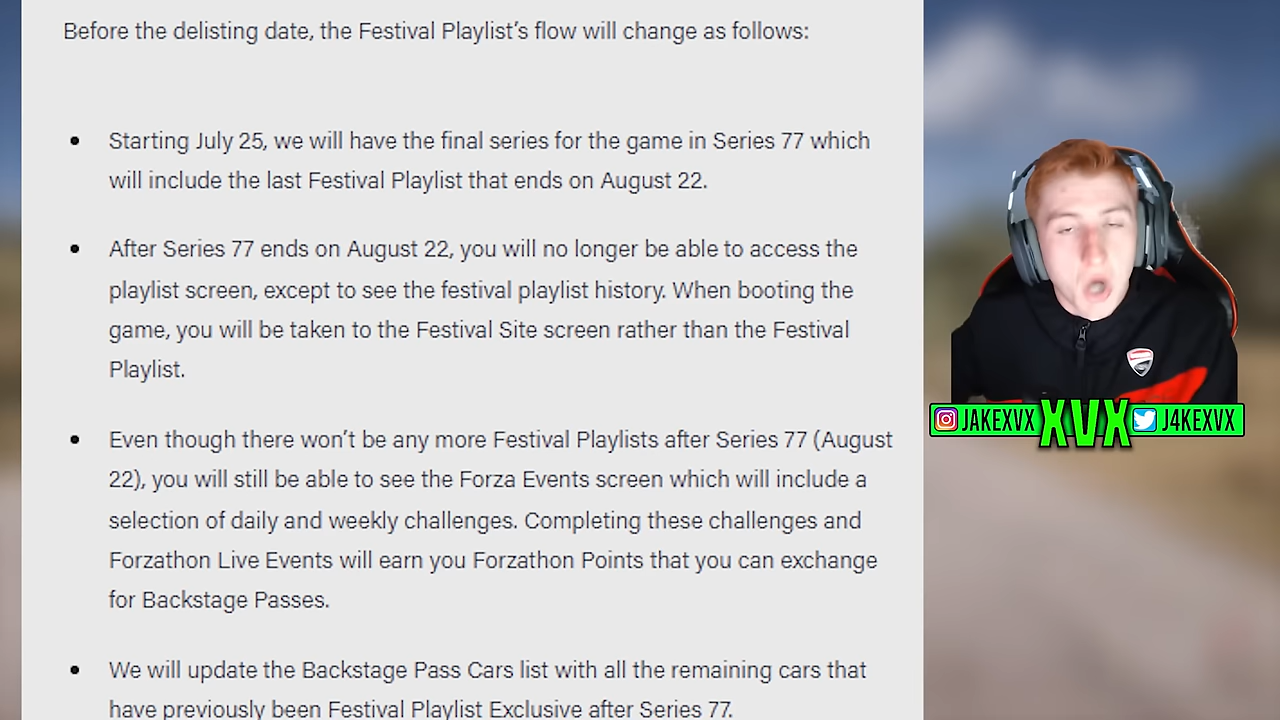 Before the delisting date, the Festival Playlist’s flow will change as follows:
• Starting July 25, we will have the final series for the game in Series 77 which
will include the last Festival Playlist that ends on August 22.
• After Series 77 ends on August 22, you will no longer be able to access the
playlist screen, except to see the festival playlist history. When booting the
game, you will be taken to the Festival Site screen rather than the Festival
Playlist.
• Even though there won’t be any more Festival Playlists after Series 77 (August
22), you will still be able to see the Forza Events screen which will include a
selection of daily and weekly challenges. Completing these challenges and
Forzathon Live Events will earn you Forzathon Points that you can exchange
for Backstage Passes.
• We will update the Backstage Pass Cars list with all the remaining cars that
have previously been Festival Playlist Exclusive after Series 77.
JAKEXVX XVX J4KEXVX